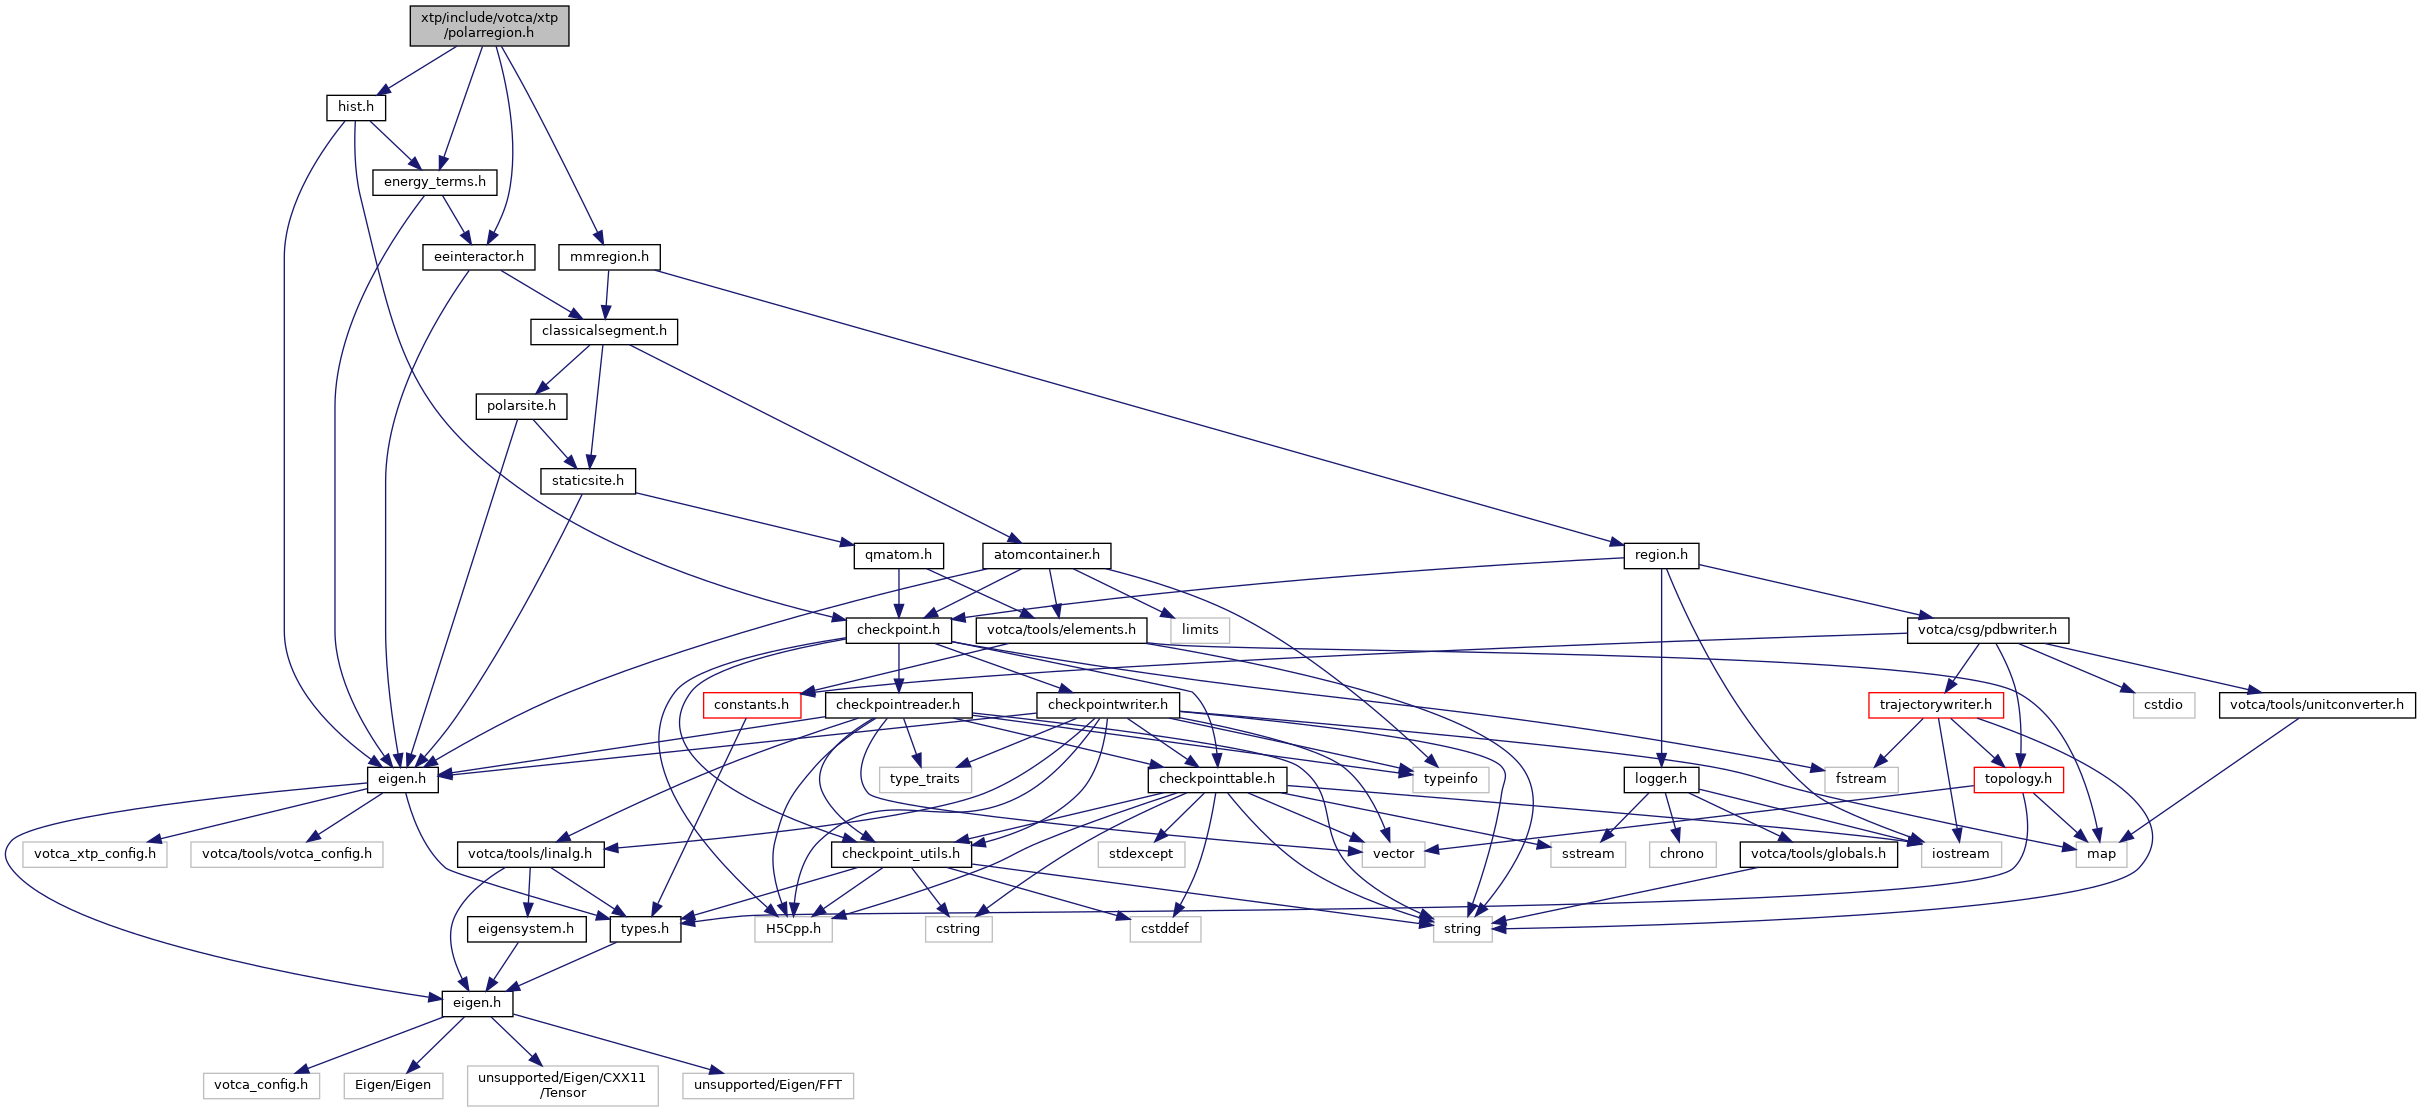 xtp/include/votca/xtp
/polarregion.h
hist.h
energy_terms.h
eeinteractor.h
mmregion.h
classicalsegment.h
polarsite.h
staticsite.h
qmatom.h
atomcontainer.h
region.h
checkpoint.h
votca/tools/elements.h
limits
votca/csg/pdbwriter.h
constants.h
checkpointreader.h
checkpointwriter.h
trajectorywriter.h
cstdio
votca/tools/unitconverter.h
eigen.h
type_traits
checkpointtable.h
typeinfo
logger.h
fstream
topology.h
votca_xtp_config.h
votca/tools/votca_config.h
votca/tools/linalg.h
checkpoint_utils.h
stdexcept
vector
sstream
chrono
votca/tools/globals.h
iostream
map
eigensystem.h
types.h
H5Cpp.h
cstring
cstddef
string
eigen.h
votca_config.h
Eigen/Eigen
unsupported/Eigen/CXX11
/Tensor
unsupported/Eigen/FFT